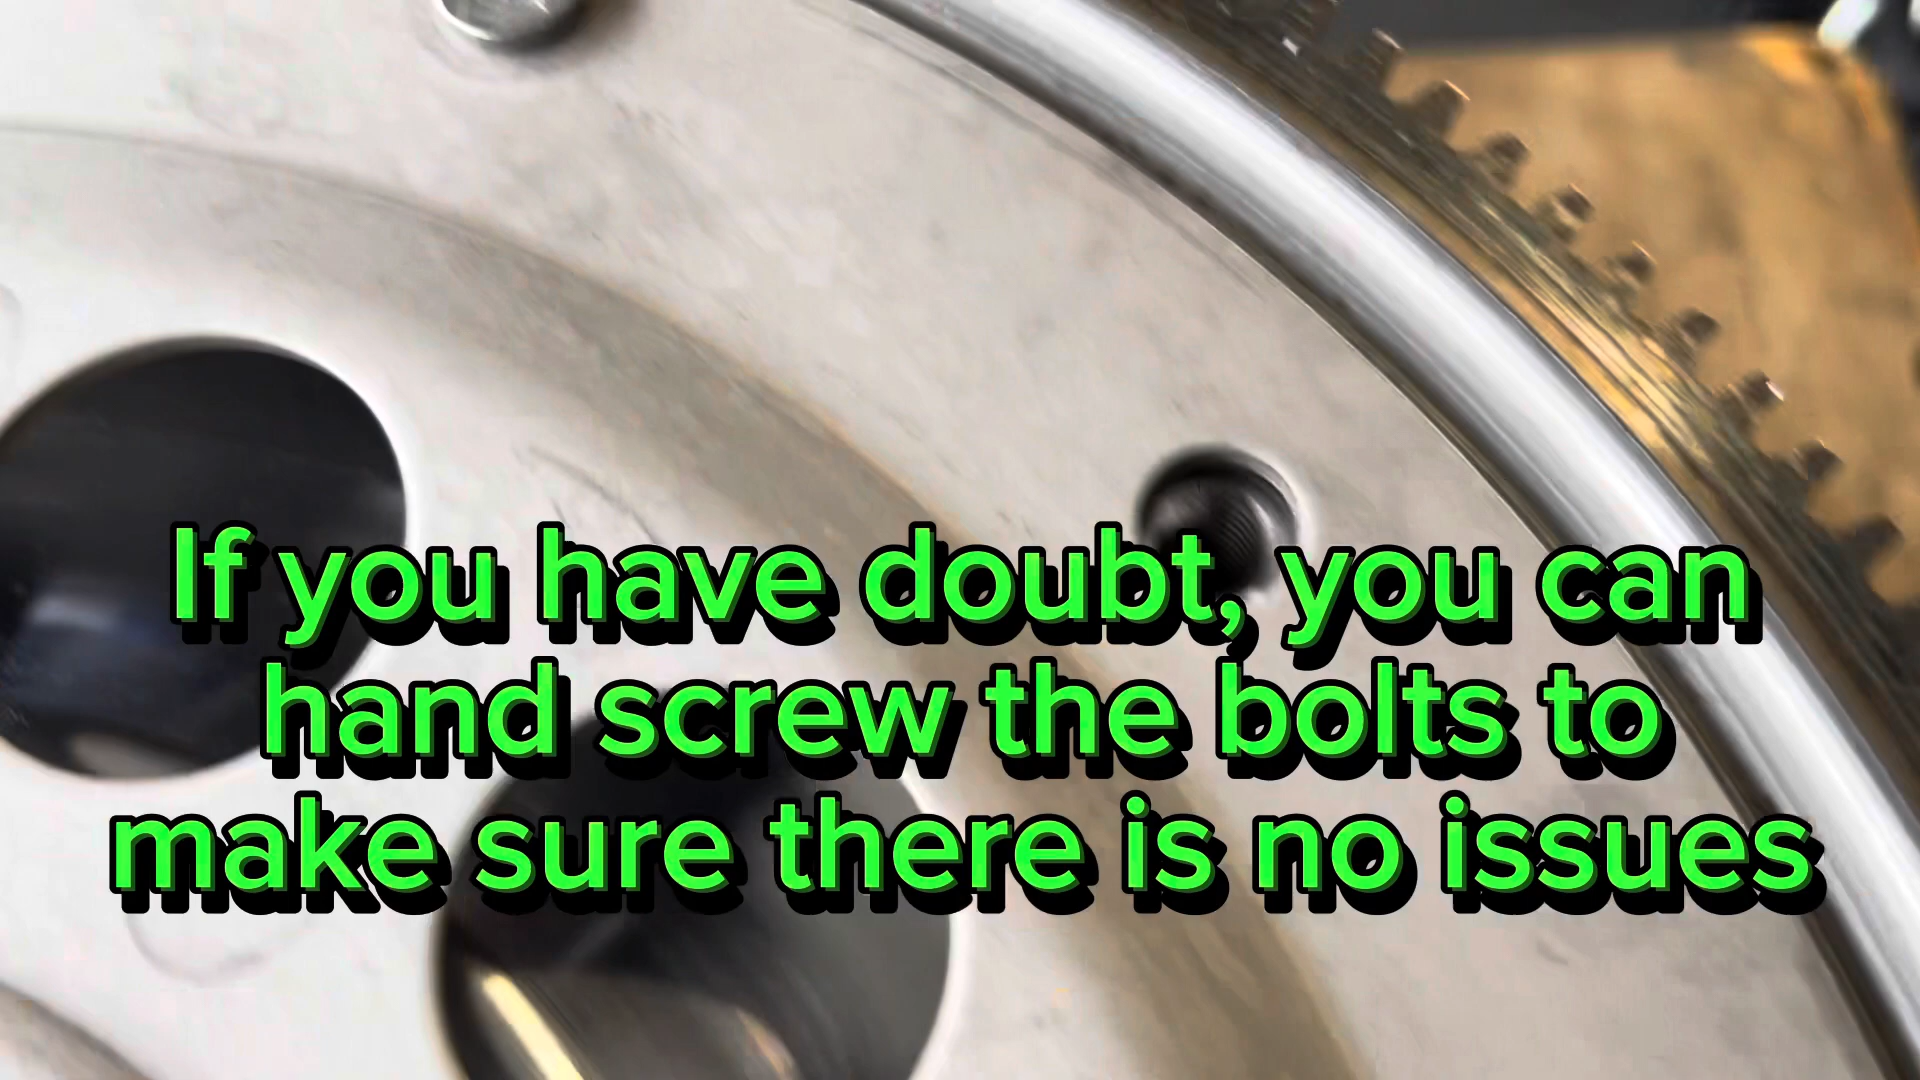 If you have doubt, you can
hand screw the bolts to
make sure there is no issues